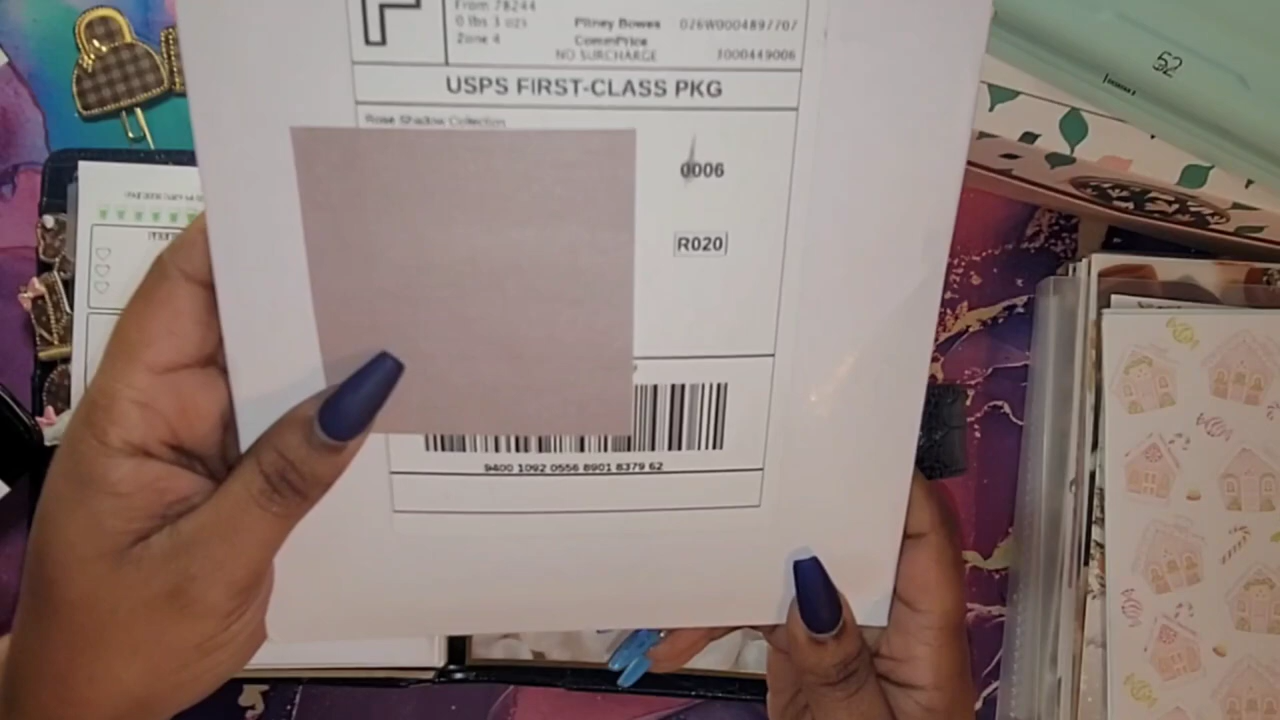 From 78244
0 lbs 3 ozs
Zone 4
Pitney Bowes
026W0004897707
CommPrice
NO SURCHARGE
1000449006
USPS FIRST-CLASS PKG
Rose Shadow Collection
0006
R020
9400 1092 0556 8901 8379 62
52